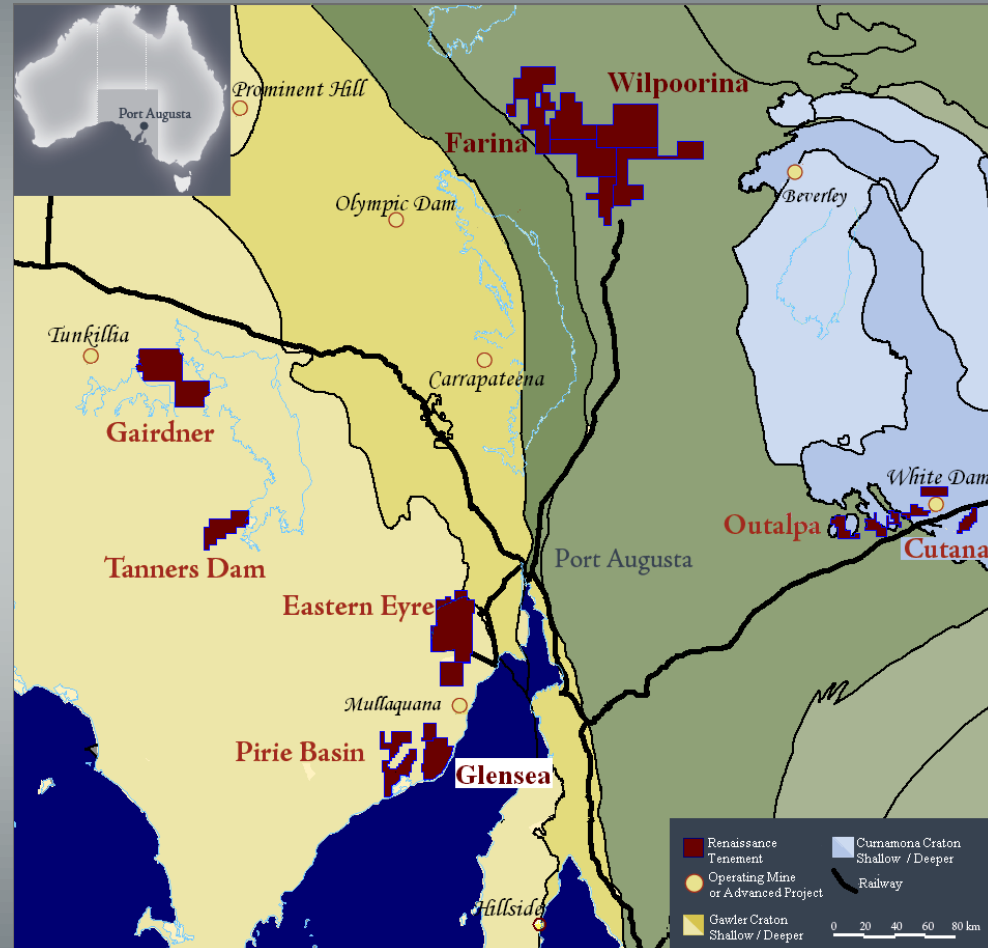 Port Augusta
Prominent Hill
Wilpoorina
Farina
Beverley
Olympic Dam
Tunkillia
Carrapateena
Gairdner
White Dam
Outalpa
Cutana
Port Augusta
Tanners Dam
Eastern Eyre
Mullaquana
Pirie Basin
Glensea
Hillside
Renaissance
Tenement
Operating Mine
or Advanced Project
Gawler Craton
Shallow / Deeper
Curnamona Craton
Shallow / Deeper
Railway
0 20 40 60 80 km